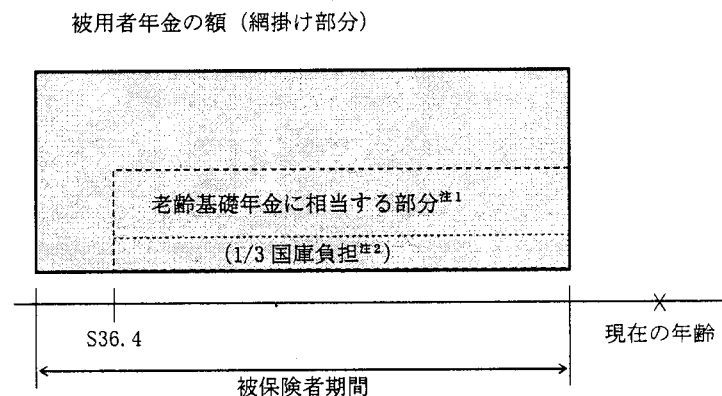 被用者年金の額（網掛け部分）
老齢基礎年金に相当する部分注1
(1/3 国庫負担注2)
S36.4
現在の年齢
被保険者期間